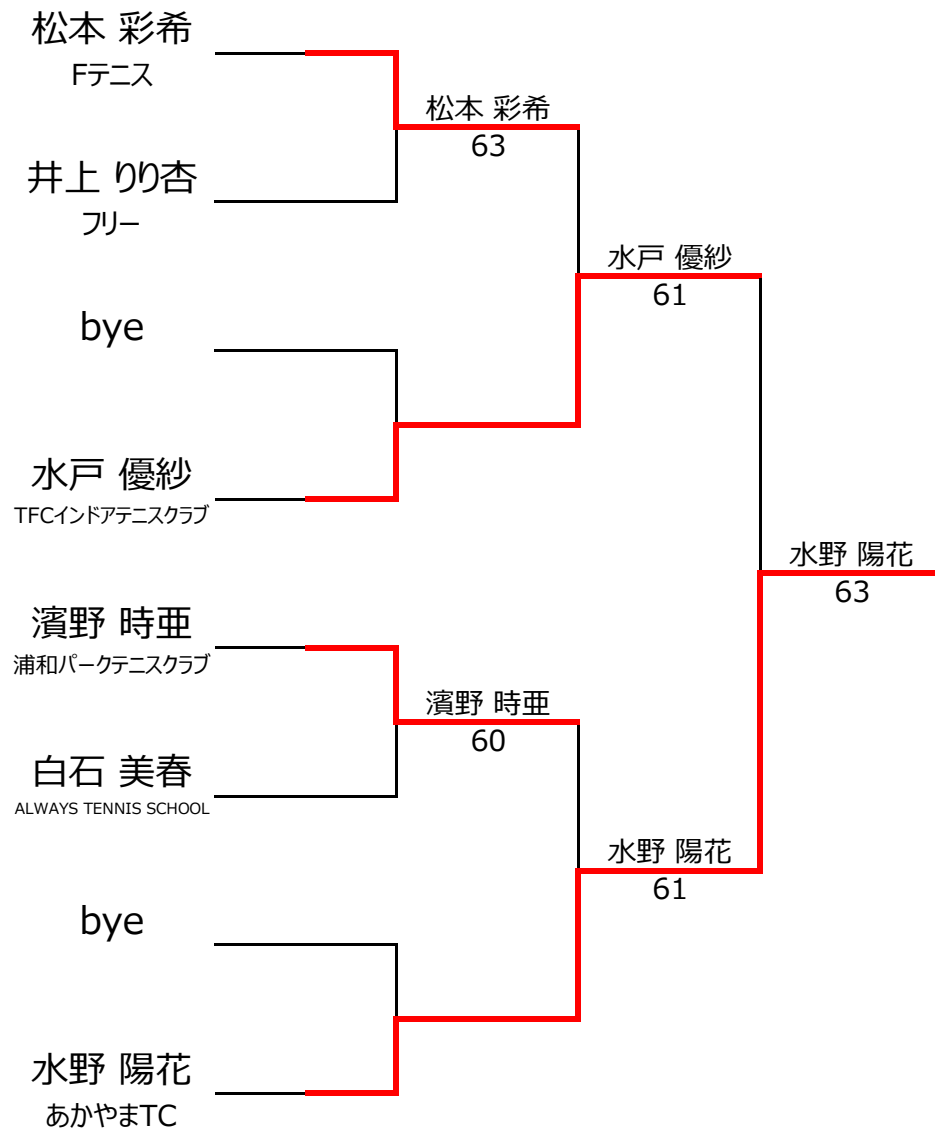 松本 彩希
Fテニス
松本 彩希
63
井上 りり杏
フリー
水戸 優紗
61
bye
水戸 優紗
TFCインドアテニスクラブ
水野 陽花
63
濱野 時亜
浦和パークテニスクラブ
濱野 時亜
60
白石 美春
ALWAYS TENNIS SCHOOL
水野 陽花
61
bye
水野 陽花
あかやまTC